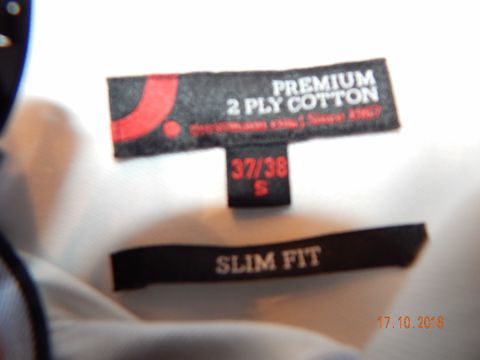 PREMIUM
2 PLY COTTON
37/38
S
SLIM FIT
17.10.2018